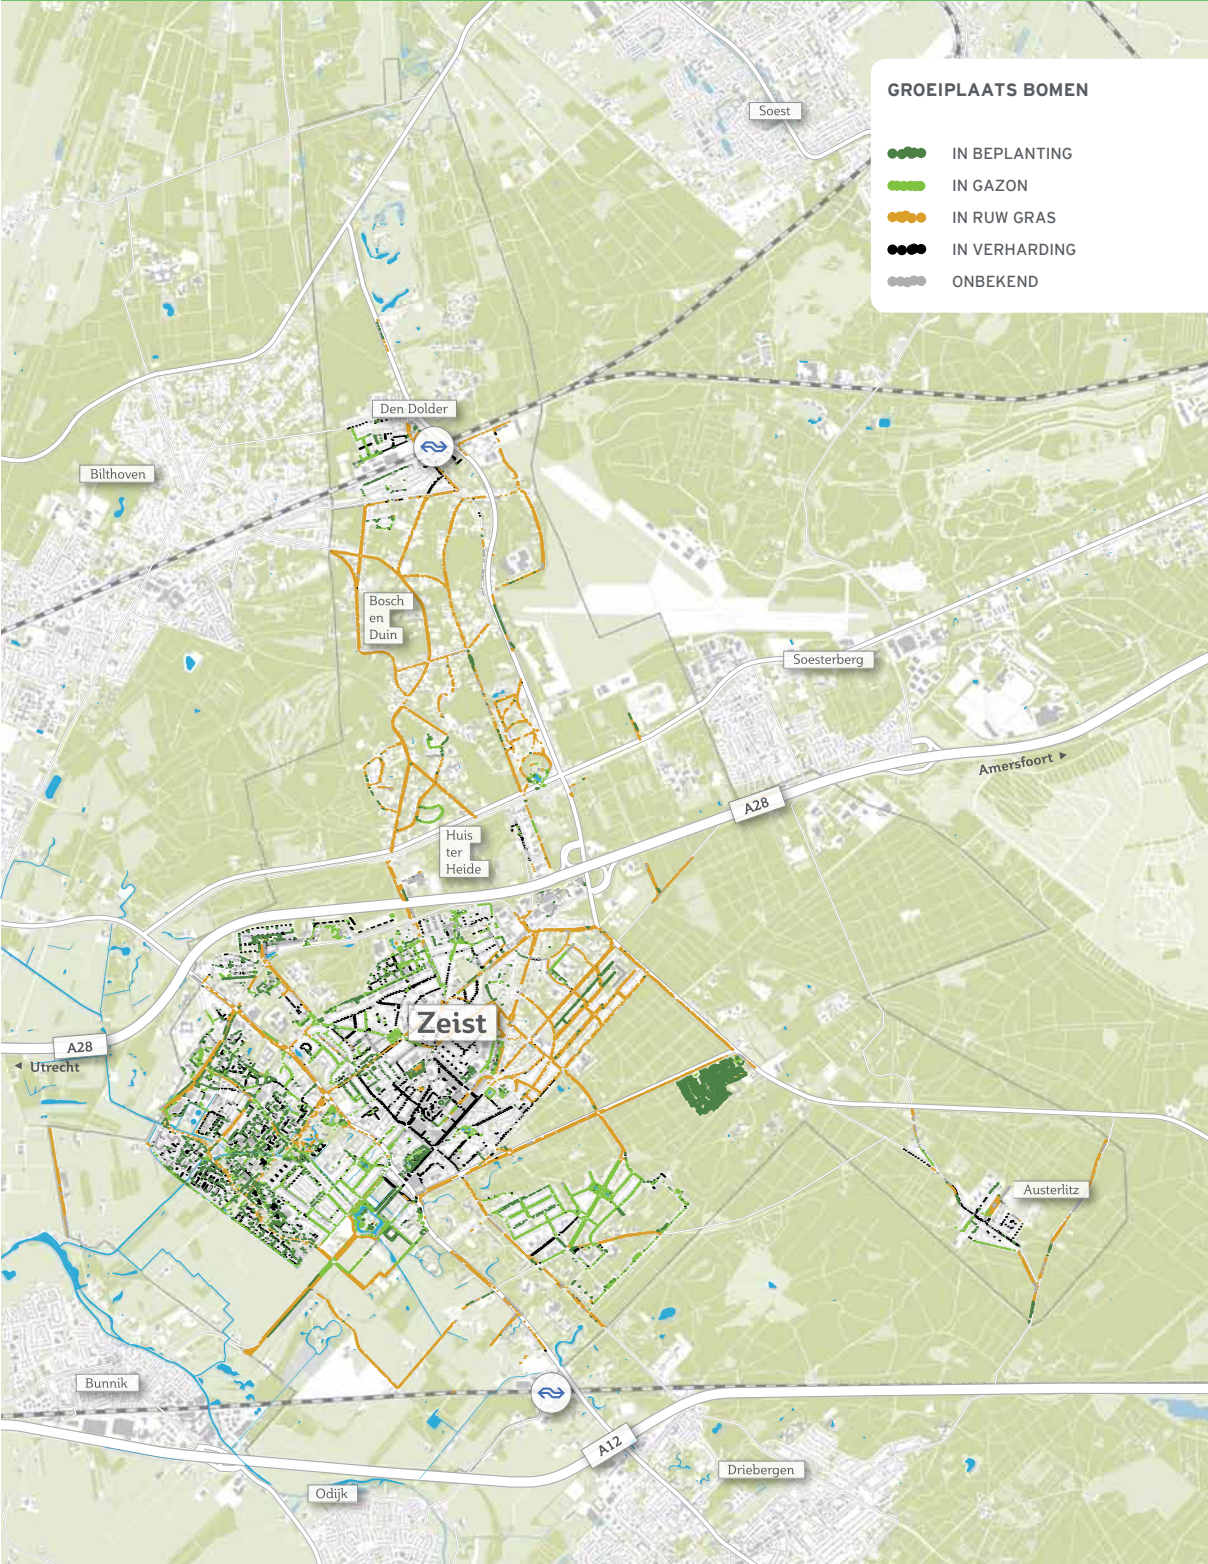 GROEIPLAATS BOMEN
IN BEPLANTING
IN GAZON
IN RUW GRAS
IN VERHARDING
ONBEKEND
Soest
Den Dolder
Bilthoven
Bosch
en
Duin
Soesterberg
Amersfoort
A28
Huis
ter
Heide
Zeist
A28
Utrecht
Austerlitz
Bunnik
A12
Driebergen
Odijk